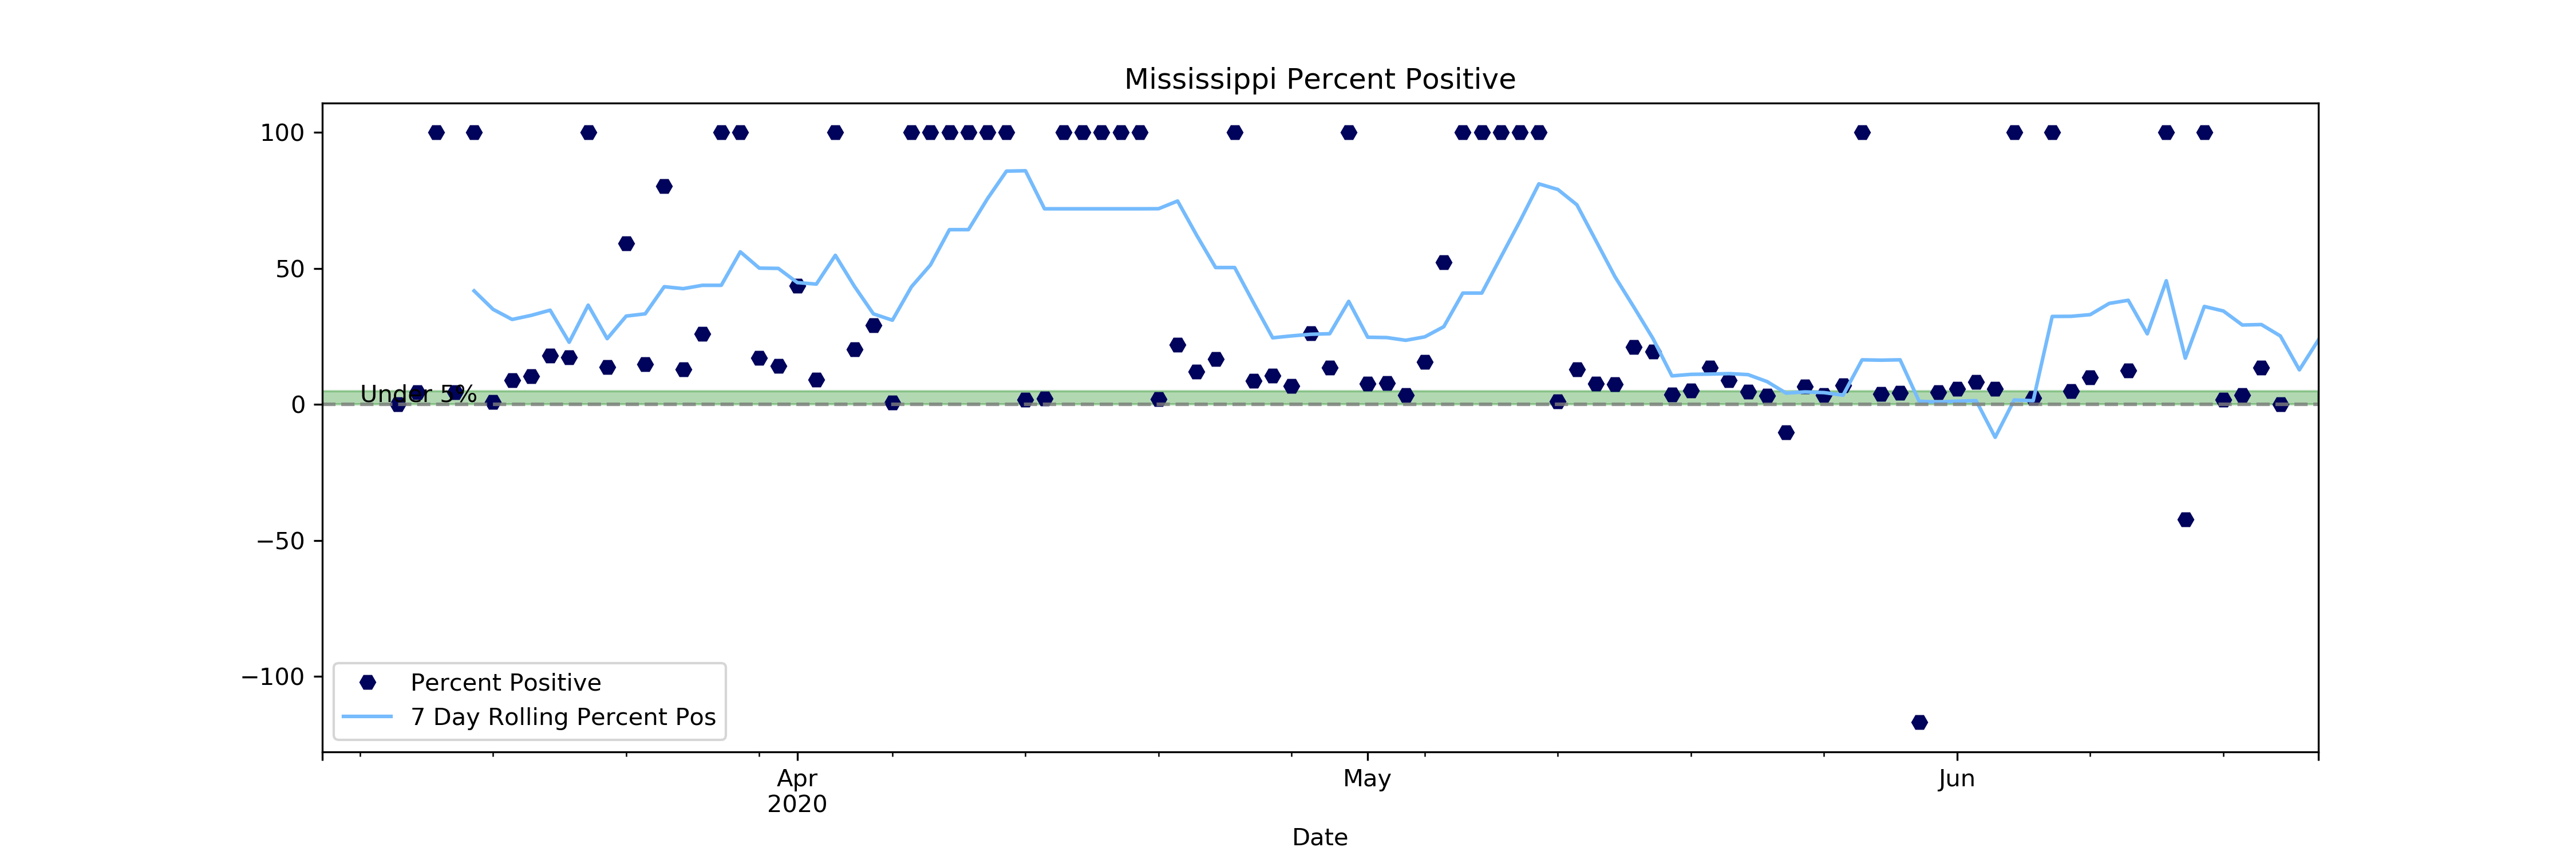 Mississippi Percent Positive
100
50
0
−50
−100
Under 5%
Percent Positive
7 Day Rolling Percent Pos
Apr
2020
May
Jun
Date